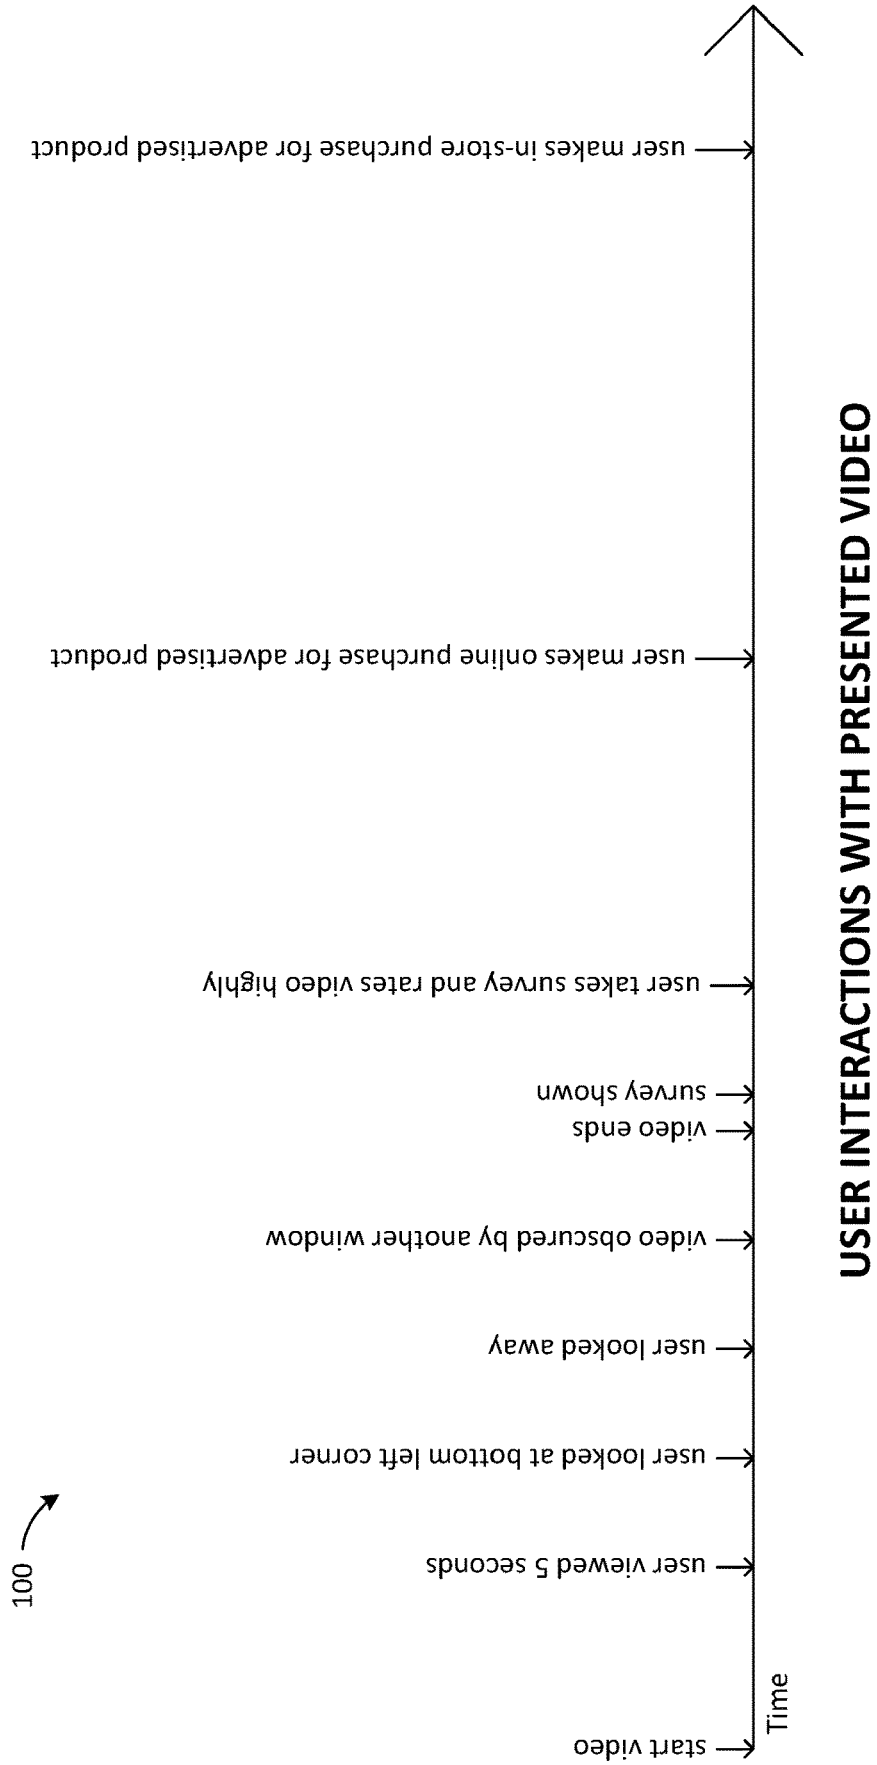 100
start video
user viewed 5 seconds
user looked at bottom left corner
user looked away
video obscured by another window
video ends
survey shown
user takes survey and rates video highly
user makes online purchase for advertised product
user makes in-store purchase for advertised product
Time
USER INTERACTIONS WITH PRESENTED VIDEO